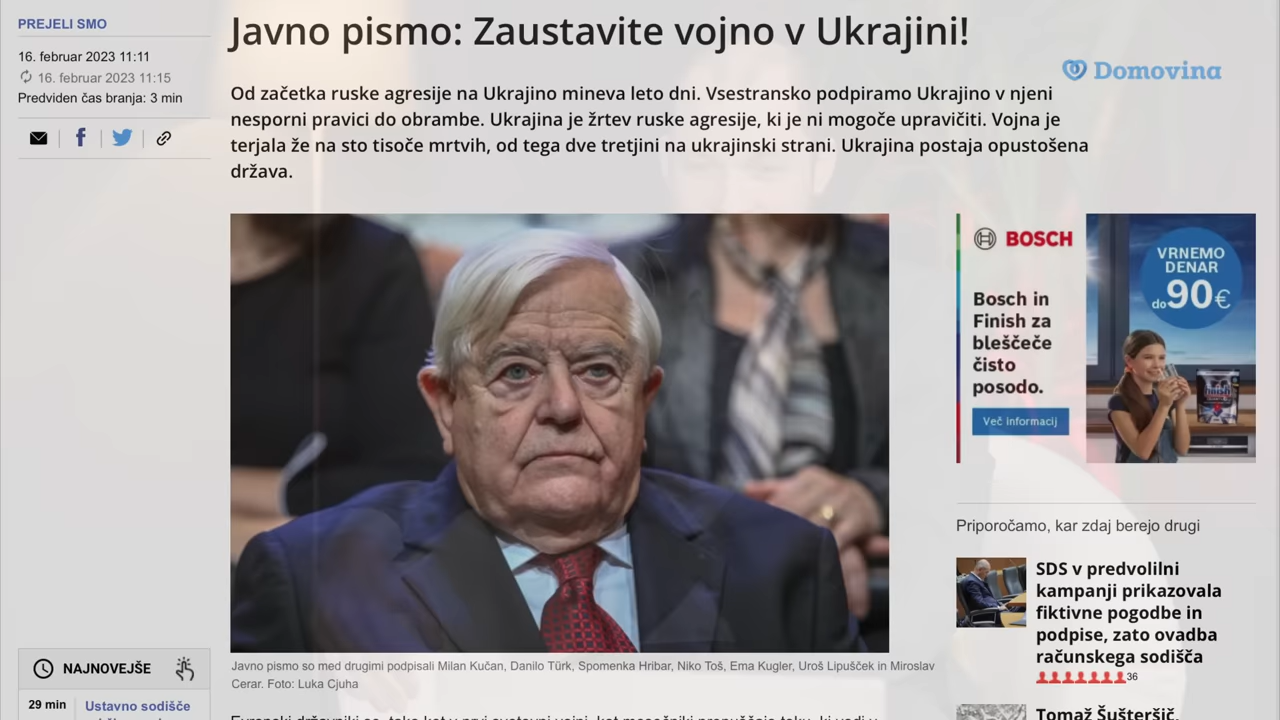 PREJELI SMO
16. februar 2023 11:11
16. februar 2023 11:15
Predviden čas branja: 3 min
Javno pismo: Zaustavite vojno v Ukrajini!
Domovina
Od začetka ruske agresije na Ukrajino mineva leto dni. Vsestransko podpiramo Ukrajino v njeni
nesporni pravici do obrambe. Ukrajina je žrtev ruske agresije, ki je ni mogoče upravičiti. Vojna je
terjala že na sto tisoče mrtvih, od tega dve tretjini na ukrajinski strani. Ukrajina postaja opustošena
država.
BOSCH
Bosch in
Finish za
bleščeče
čisto
posodo.
Več informacij
VRNEMO
DENAR
do 90€
finish
Priporočamo, kar zdaj berejo drugi
SDS v predvolilni
kampanji prikazovala
fiktivne pogodbe in
podpise, zato ovadba
računskega sodišča
36
Tomaž Šušteršič,
Javno pismo so med drugimi podpisali Milan Kučan, Danilo Türk, Spomenka Hribar, Niko Toš, Ema Kugler, Uroš Lipušček in Miroslav
Cerar. Foto: Luka Cjuha
NAJNOVEJŠE
29 min
Ustavno sodišče